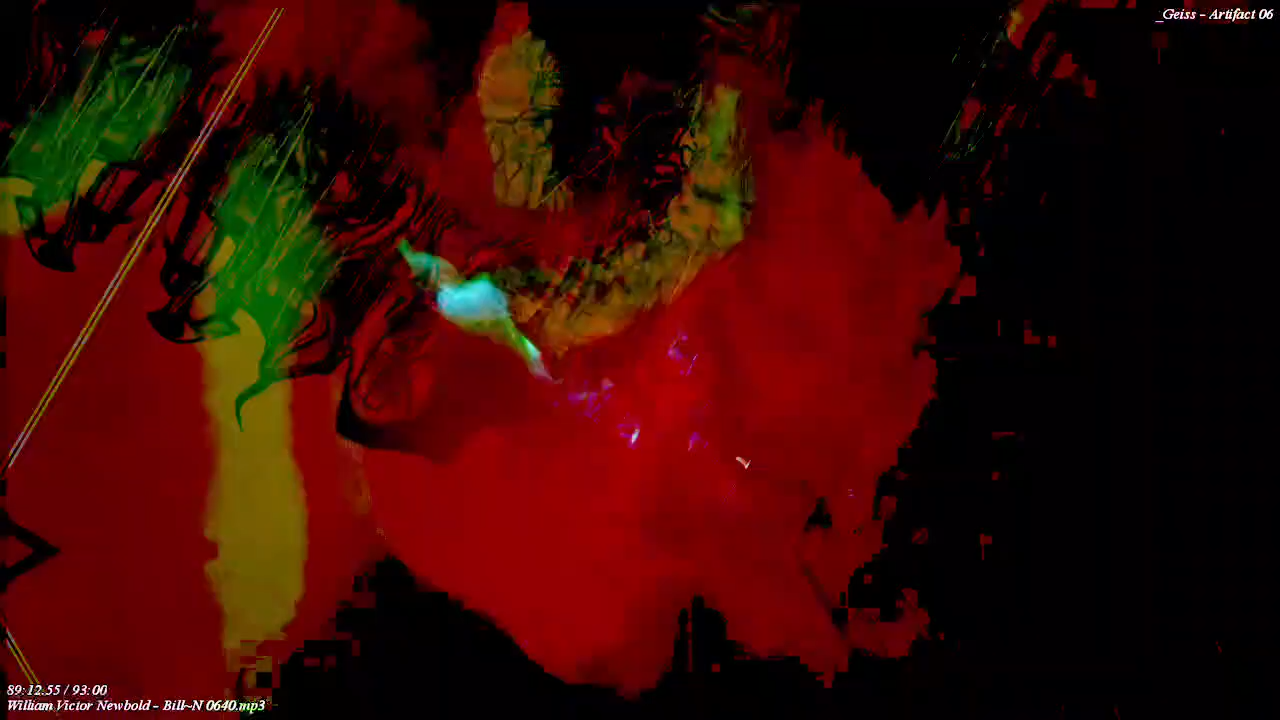 _Geiss - Artifact 06
89:12.55 / 93:00
William Victor Newbold - Bill~N 0640.mp3